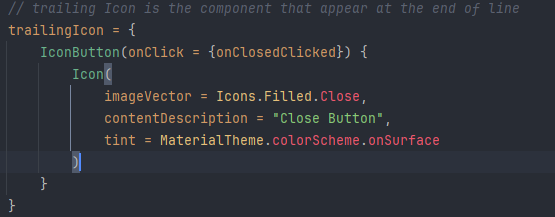 // trailing Icon is the component that appear at the end of line
trailingIcon = {
IconButton(onClick = {onClosedClicked}) {
Icon(
imageVector = Icons.Filled.Close,
contentDescription = "Close Button",
tint = MaterialTheme.colorScheme.onSurface
)
}
}